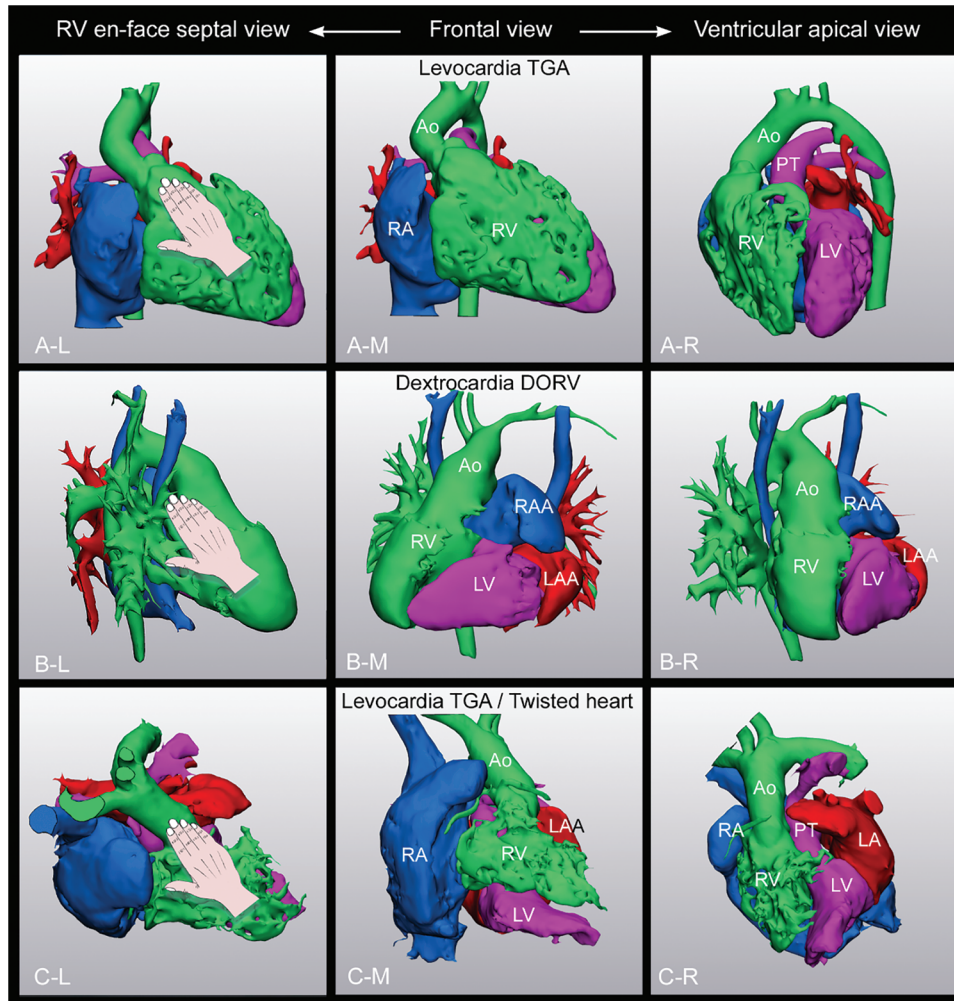 RV en-face septal view
Frontal view
Ventricular apical view
Levocardia TGA
Ao
RA
RV
Ao
PT
RV
LV
A-L
A-M
A-R
Dextrocardia DORV
Ao
RAA
RV
LV
LAA
Ao
RAA
RV
LV
LAA
B-L
B-M
B-R
Levocardia TGA / Twisted heart
Ao
LAA
RA
RV
LV
Ao
RA
PT
LA
RV
LV
C-L
C-M
C-R